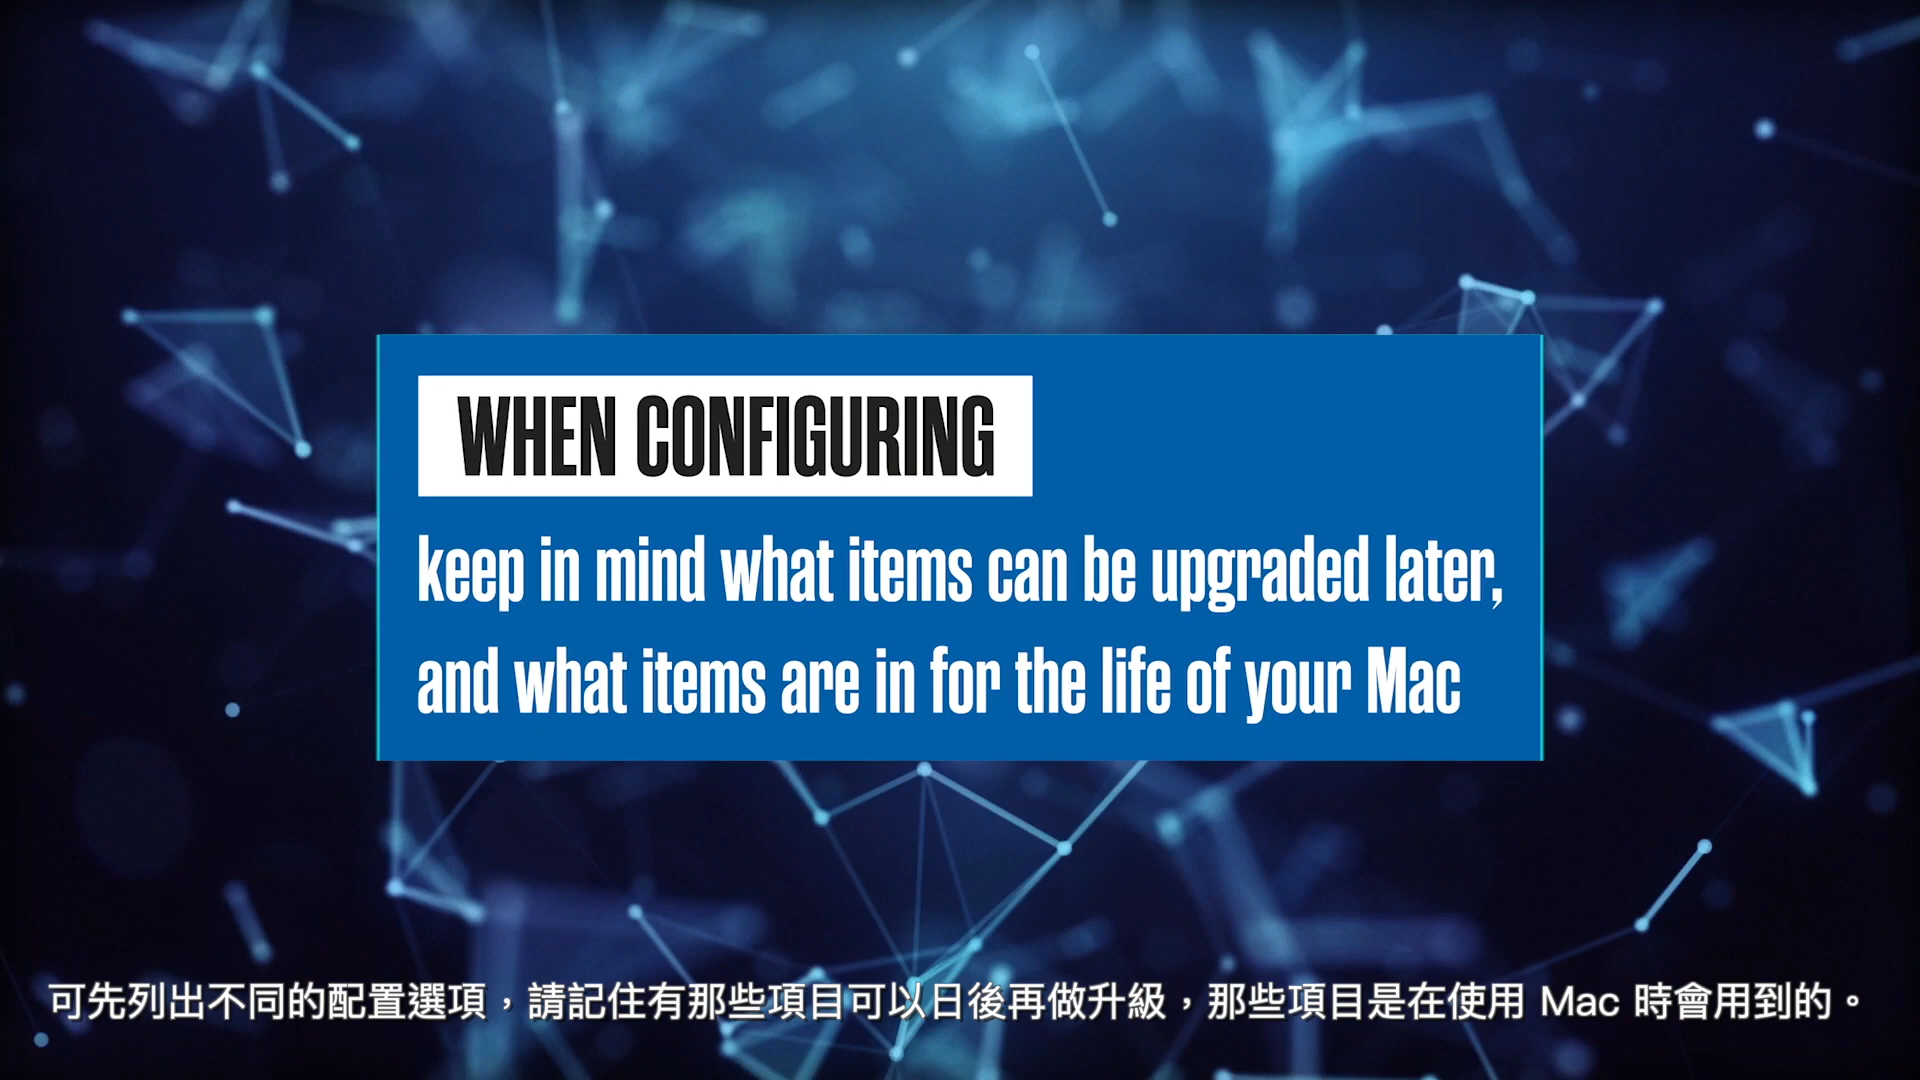 WHEN CONFIGURING
keep in mind what items can be upgraded later,
and what items are in for the life of your Mac
可先列出不同的配置選項，請記住有那些項目可以日後再做升級，那些項目是在使用 Mac 時會用到的。